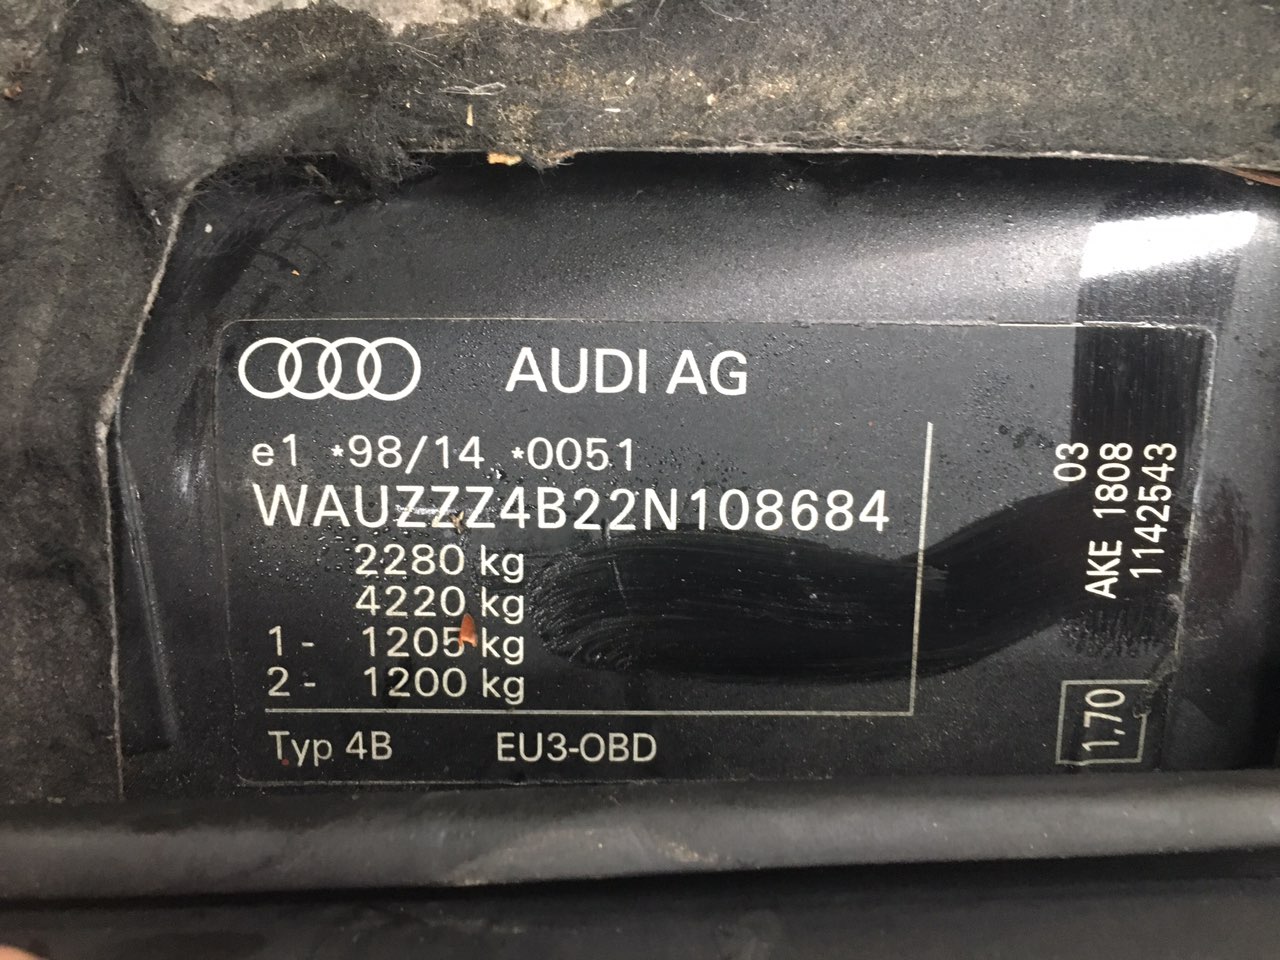 AUDI AG
e1 *98/14 *0051
WAUZZZ4B22N108684
2280 kg
4220 kg
1 - 1205 kg
2 - 1200 kg
Typ 4B EU3-OBD
03
AKE 1808
1142543
1,70